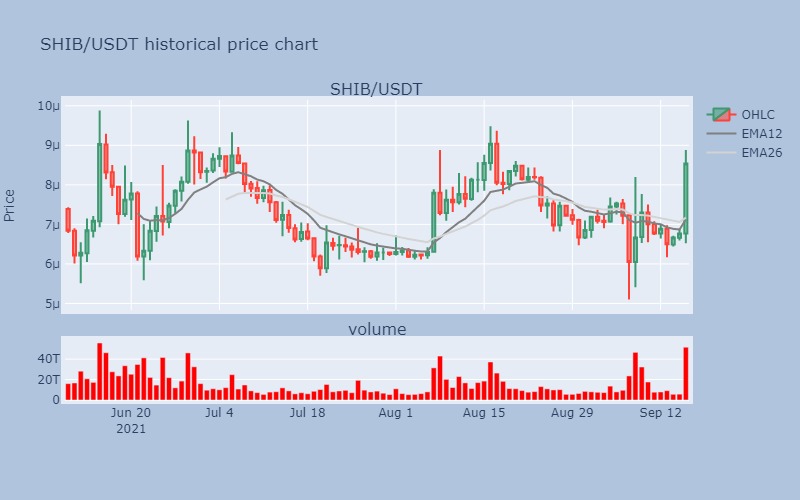 SHIB/USDT historical price chart
SHIB/USDT
10μ
9μ
8μ
7μ
6μ
5μ
Price
OHLC
EMA12
EMA26
volume
40T
20T
0
Jun 20
2021
Jul 4
Jul 18
Aug 1
Aug 15
Aug 29
Sep 12